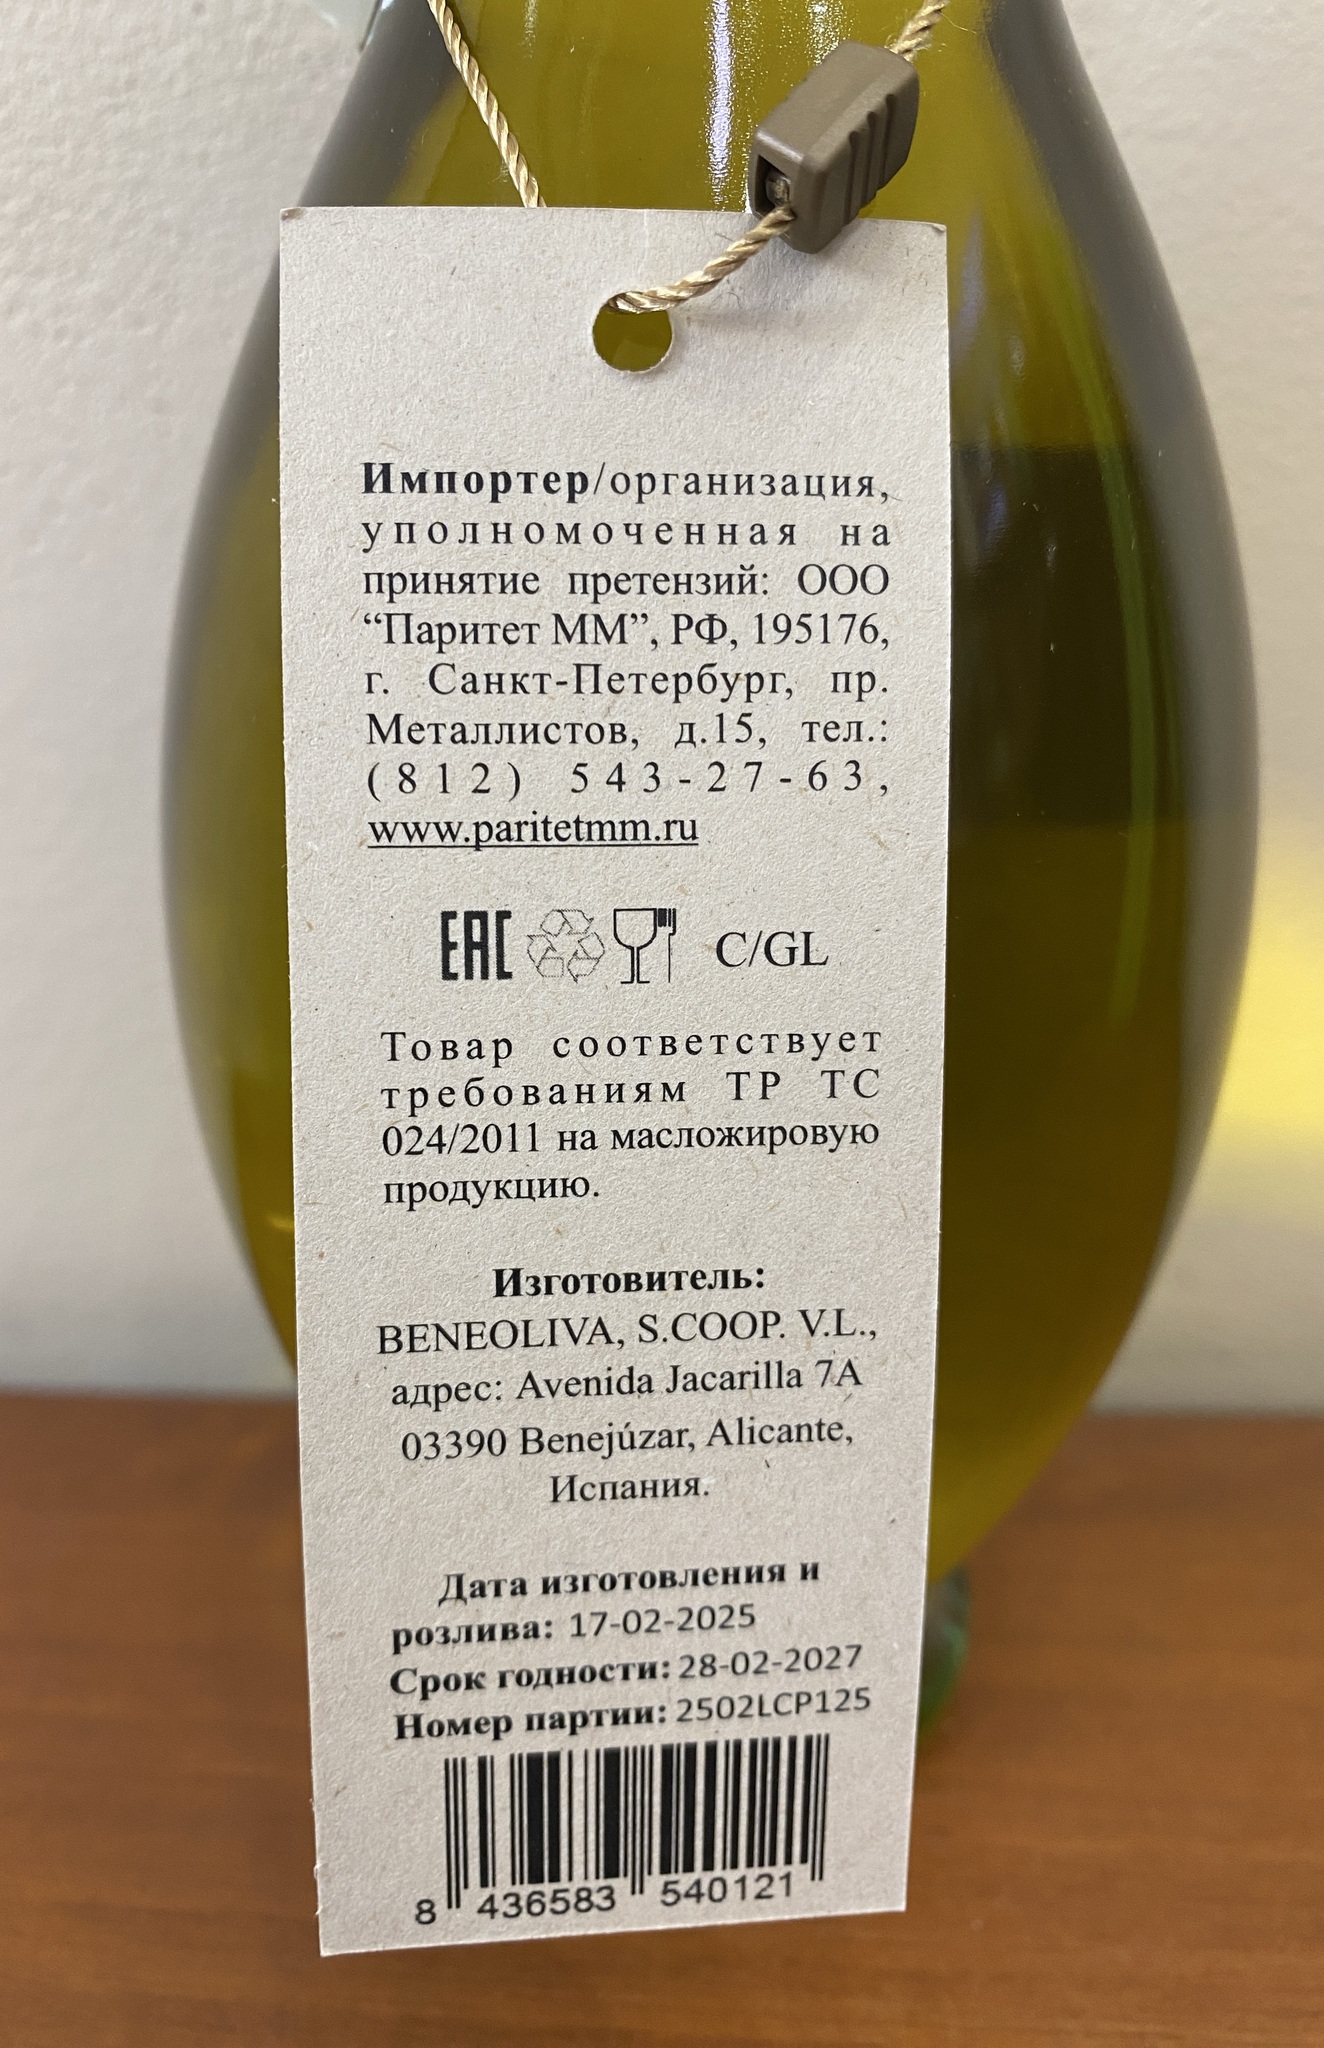 Импортер/организация,
уполномоченная на
принятие претензий: ООО
“Паритет ММ”, РФ, 195176,
г. Санкт-Петербург, пр.
Металлистов, д.15, тел.:
(812) 543-27-63,
www.paritetmm.ru
EAC C/GL
Товар соответствует
требованиям ТР ТС
024/2011 на масложировую
продукцию.
Изготовитель:
BENEOLIVA, S.COOP. V.L.,
адрес: Avenida Jacarilla 7A
03390 Benejúzar, Alicante,
Испания.
Дата изготовления и
розлива: 17-02-2025
Срок годности: 28-02-2027
Номер партии: 2502LCP125
8 436583 540121